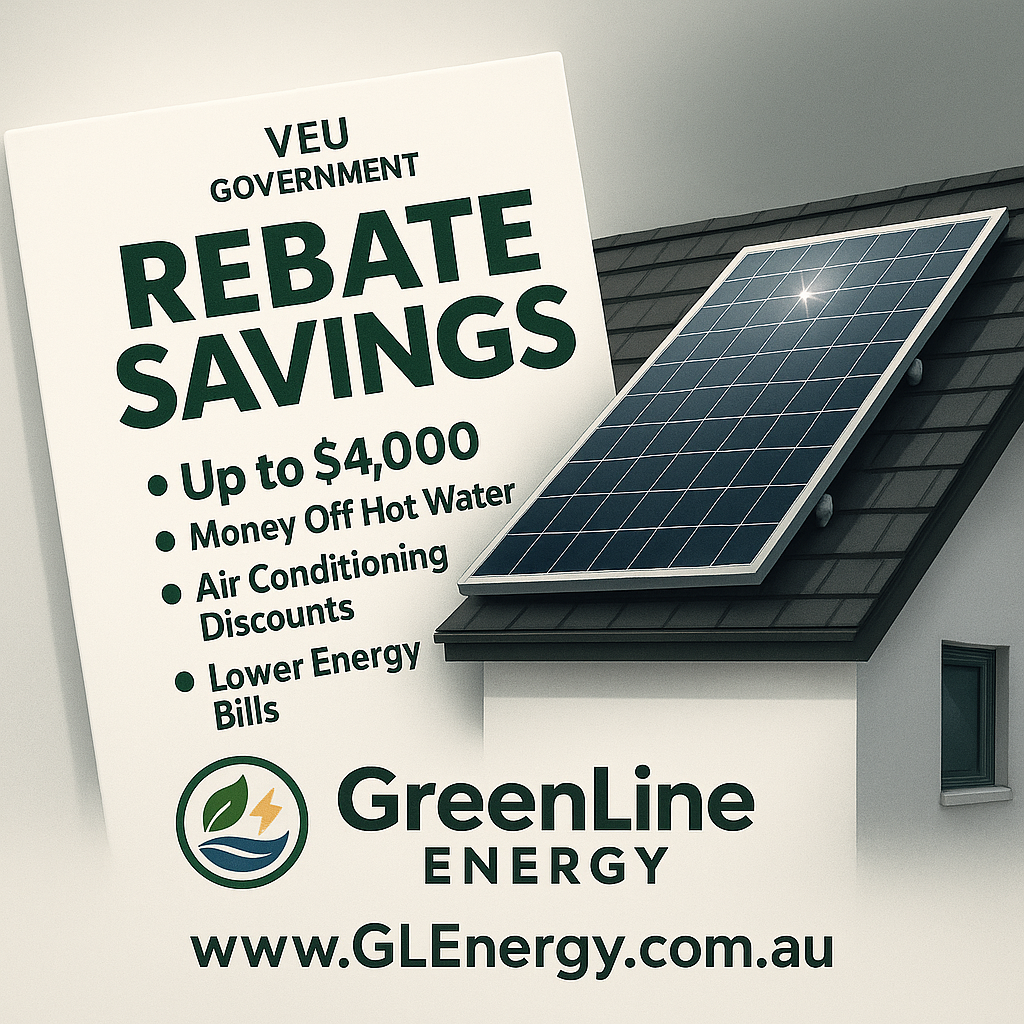 VEU
GOVERNMENT
REBATE
SAVINGS
• Up to $4,000
• Money Off Hot Water
• Air Conditioning
Discounts
• Lower Energy
Bills
GreenLine
ENERGY
www.GLEnergy.com.au